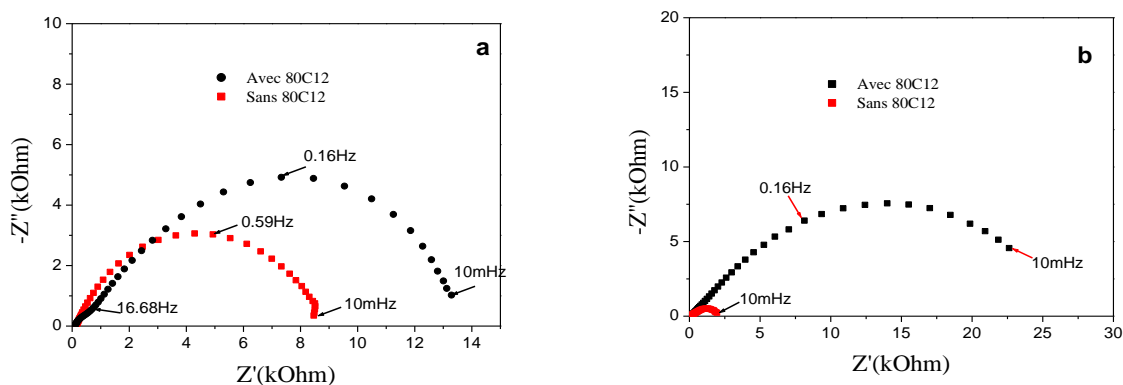 a
Avec 80C12
Sans 80C12
0.16Hz
0.59Hz
16.68Hz
10mHz
10mHz
-Z''(kOhm)
10
8
6
4
2
0
0 2 4 6 8 10 12 14
Z'(kOhm)
b
Avec 80C12
Sans 80C12
0.16Hz
10mHz
10mHz
-Z''(kOhm)
20
15
10
5
0
0 5 10 15 20 25 30
Z'(kOhm)